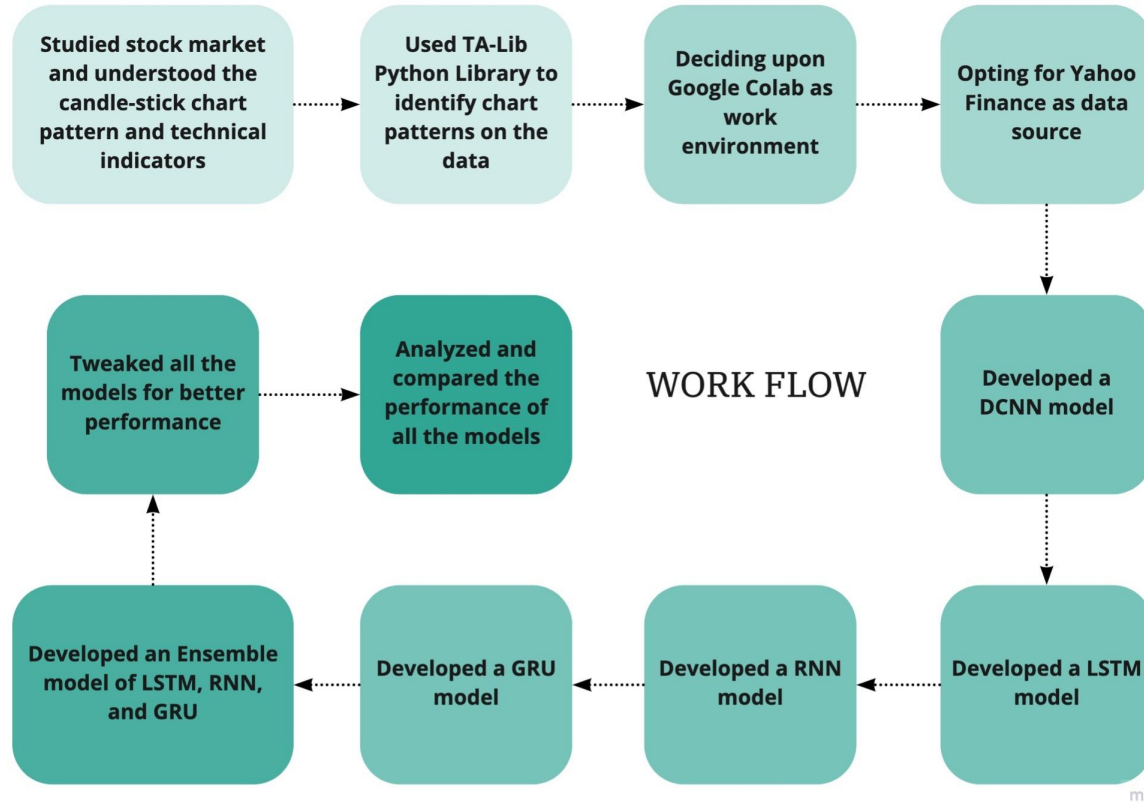 Studied stock market
and understood the
candle-stick chart
pattern and technical
indicators
Used TA-Lib
Python Library to
identify chart
patterns on the
data
Deciding upon
Google Colab as
work
environment
Opting for Yahoo
Finance as data
source
Tweaked all the
models for better
performance
Analyzed and
compared the
performance of
all the models
WORK FLOW
Developed a
DCNN model
Developed an Ensemble
model of LSTM, RNN,
and GRU
Developed a GRU
model
Developed a RNN
model
Developed a LSTM
model
m